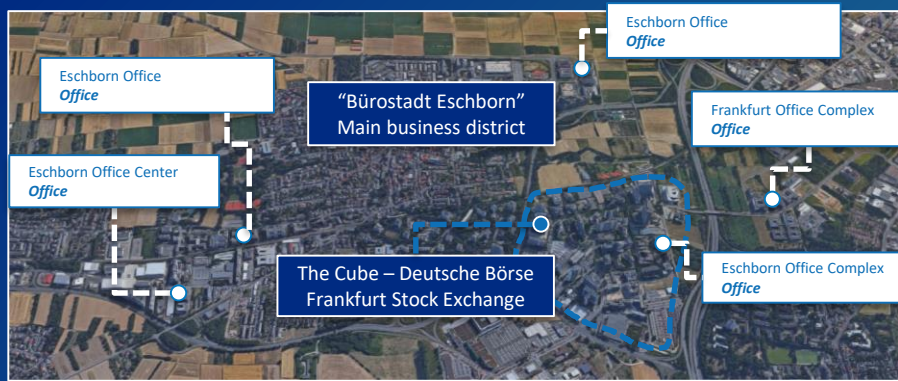 Eschborn Office
Office
Eschborn Office
Office
"Bürostadt Eschborn"
Main business district
Frankfurt Office Complex
Office
Eschborn Office Center
Office
The Cube – Deutsche Börse
Frankfurt Stock Exchange
Eschborn Office Complex
Office